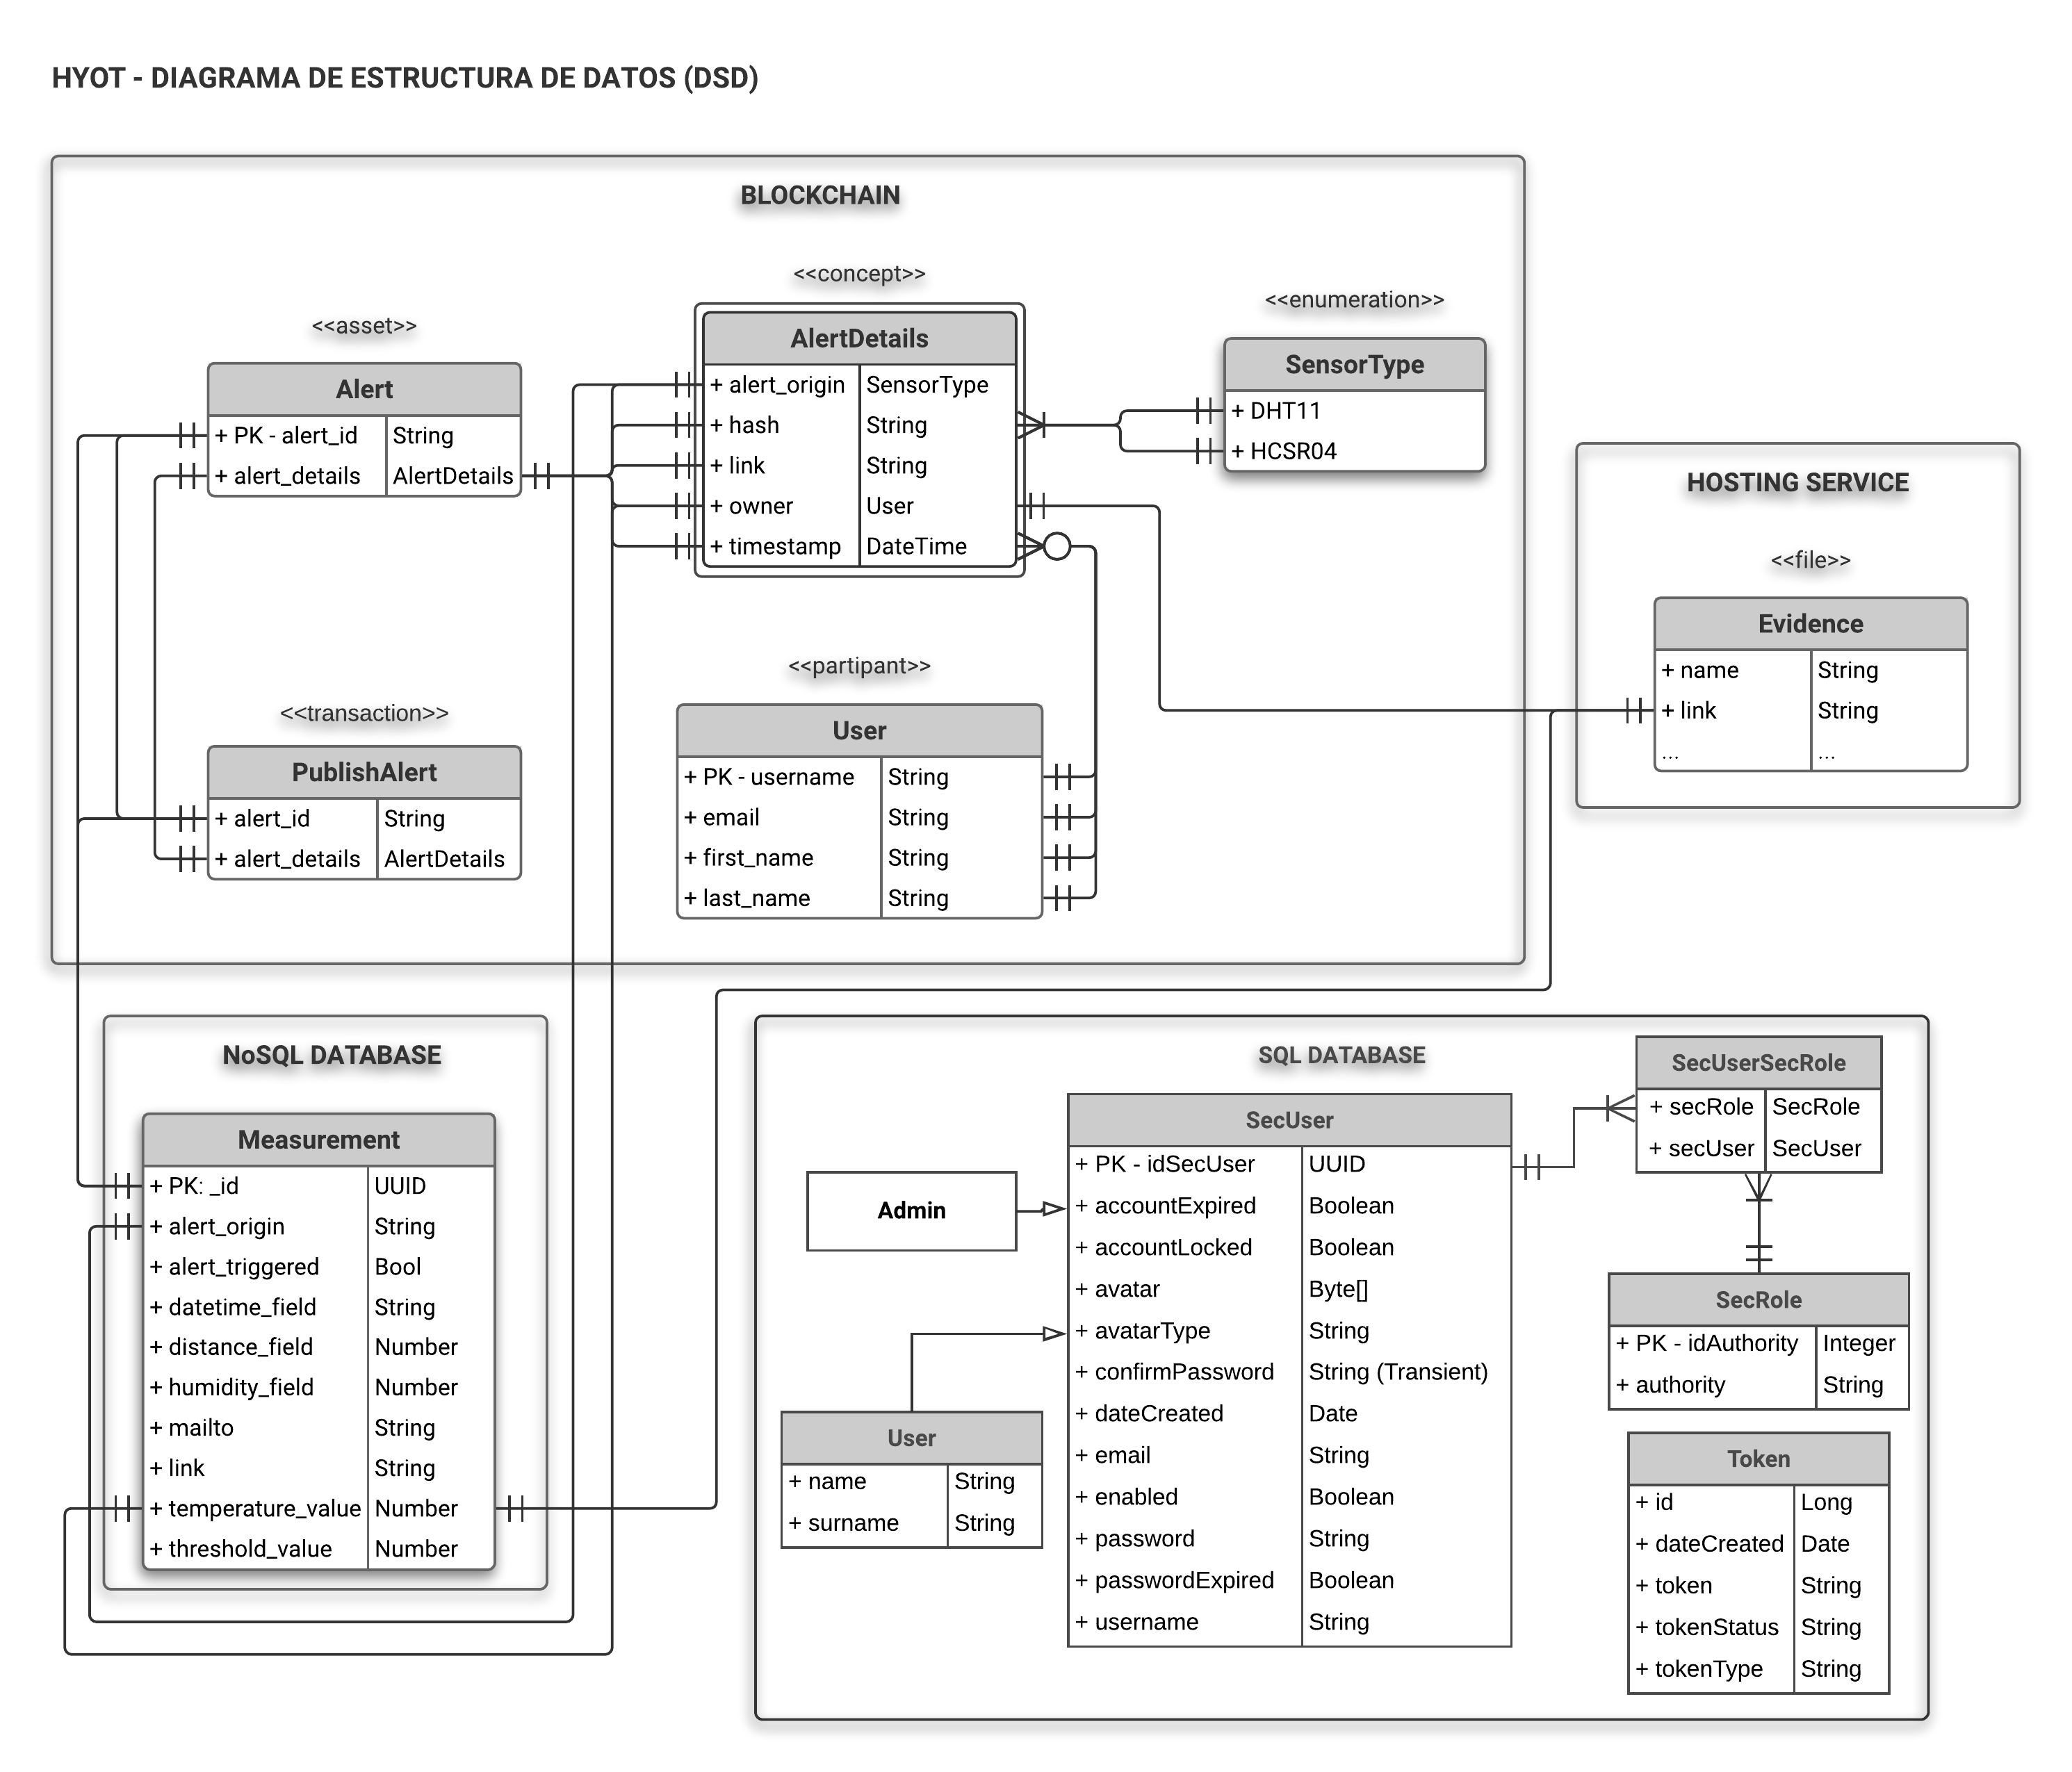 HYOT - DIAGRAMA DE ESTRUCTURA DE DATOS (DSD)
BLOCKCHAIN
<<asset>>
Alert
+ PK - alert_id String
+ alert_details AlertDetails
<<concept>>
AlertDetails
+ alert_origin SensorType
+ hash String
+ link String
+ owner User
+ timestamp DateTime
<<enumeration>>
SensorType
+ DHT11
+ HCSR04
<<transaction>>
PublishAlert
+ alert_id String
+ alert_details AlertDetails
<<partipant>>
User
+ PK - username String
+ email String
+ first_name String
+ last_name String
HOSTING SERVICE
<<file>>
Evidence
+ name String
+ link String
... ...
NoSQL DATABASE
Measurement
+ PK: _id UUID
+ alert_origin String
+ alert_triggered Bool
+ datetime_field String
+ distance_field Number
+ humidity_field Number
+ mailto String
+ link String
+ temperature_value Number
+ threshold_value Number
SQL DATABASE
Admin
User
+ name String
+ surname String
SecUser
+ PK - idSecUser UUID
+ accountExpired Boolean
+ accountLocked Boolean
+ avatar Byte[]
+ avatarType String
+ confirmPassword String (Transient)
+ dateCreated Date
+ email String
+ enabled Boolean
+ password String
+ passwordExpired Boolean
+ username String
SecUserSecRole
+ secRole SecRole
+ secUser SecUser
SecRole
+ PK - idAuthority Integer
+ authority String
Token
+ id Long
+ dateCreated Date
+ token String
+ tokenStatus String
+ tokenType String